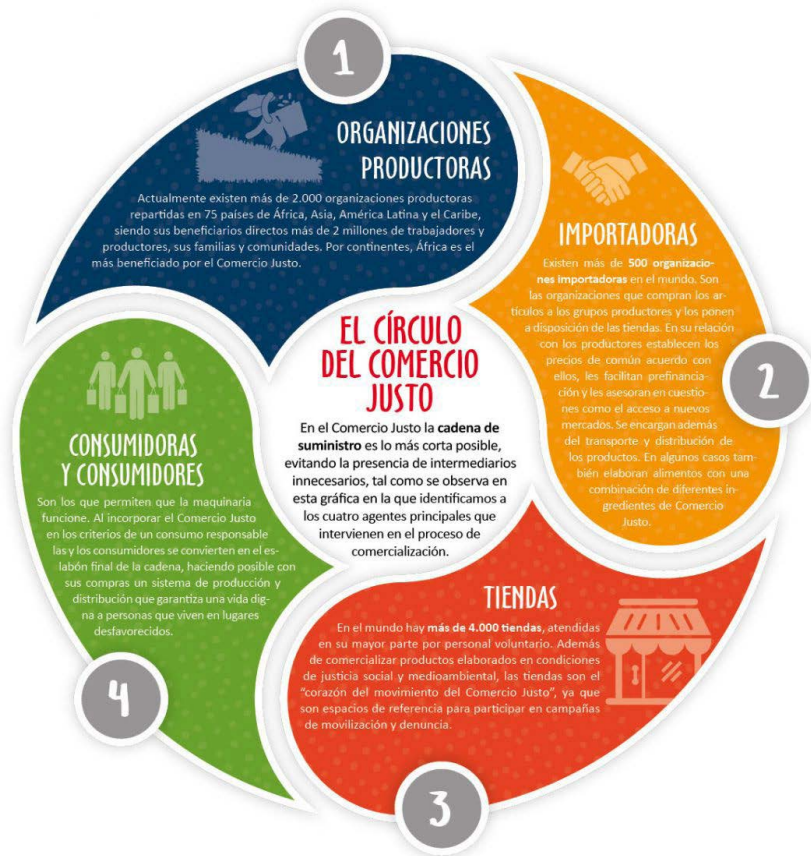 1
ORGANIZACIONES
PRODUCTORAS
Actualmente existen más de 2.000 organizaciones productoras
repartidas en 75 países de África, Asia, América Latina y el Caribe,
siendo sus beneficiarios directos más de 2 millones de trabajadores y
productores, sus familias y comunidades. Por continentes, África es el
más beneficiado por el Comercio Justo.
IMPORTADORAS
Existen más de 500 organizacio-
nes importadoras en el mundo. Son
las organizaciones que compran los ar-
tículos a los grupos productores y los ponen
a disposición de las tiendas. En su relación
con los productores establecen los
precios de común acuerdo con
ellos, les facilitan prefinancia-
ción y les asesoran en cuestio-
nes como el acceso a nuevos
mercados. Se encargan además
del transporte y distribución de
los productos. En algunos casos tam-
bién elaboran alimentos con una
combinación de diferentes in-
gredientes de Comercio
Justo.
2
EL CÍRCULO
DEL COMERCIO
JUSTO
En el Comercio Justo la cadena de
suministro es lo más corta posible,
evitando la presencia de intermediarios
innecesarios, tal como se observa en
esta gráfica en la que identificamos a
los cuatro agentes principales que
intervienen en el proceso de
comercialización.
TIENDAS
En el mundo hay más de 4.000 tiendas, atendidas
en su mayor parte por personal voluntario. Además
de comercializar productos elaborados en condiciones
de justicia social y medioambiental, las tiendas son el
"corazón del movimiento del Comercio Justo", ya que
son espacios de referencia para participar en campañas
de movilización y denuncia.
3
CONSUMIDORAS
Y CONSUMIDORES
Son los que permiten que la maquinaria
funcione. Al incorporar el Comercio Justo
en los criterios de un consumo responsable
las y los consumidores se convierten en el es-
labón final de la cadena, haciendo posible con
sus compras un sistema de producción y
distribución que garantiza una vida dig-
na a personas que viven en lugares
desfavorecidos.
4